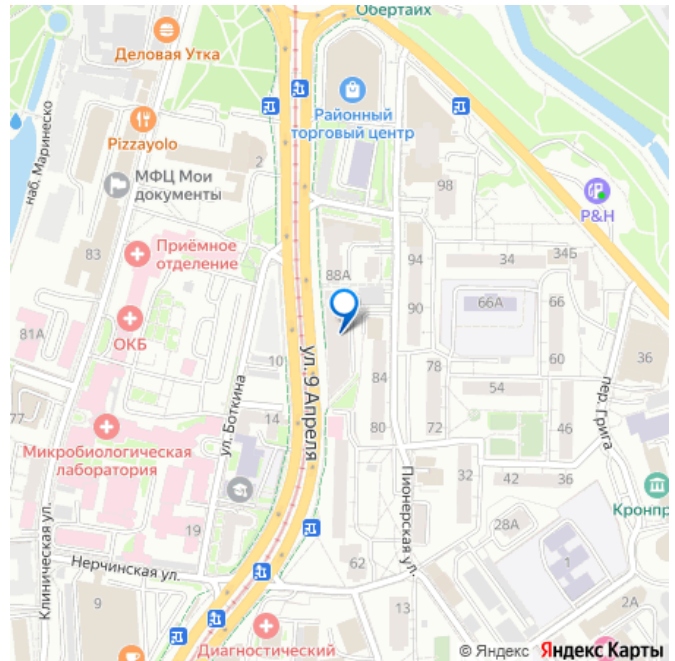 Обертайх
Деловая Утка
Районный
торговый центр
Pizzayolo
2
МФЦ Мои
документы
наб. Маринеско
98
P&H
83
Приёмное
отделение
94
34
34Б
88А
90
66А
66
ОКБ
81А
10
ул. 9 Апреля
84
78
60
36
54
пер. Грига
ул. Боткина
77
14
80
72
46
Микробиологическая
лаборатория
32
42
36
Пионерская ул.
Кронпр
Клиническая ул.
19
28А
1
Нерчинская ул.
62
9
13
2А
Диагностический
© Яндекс Яндекс Карты